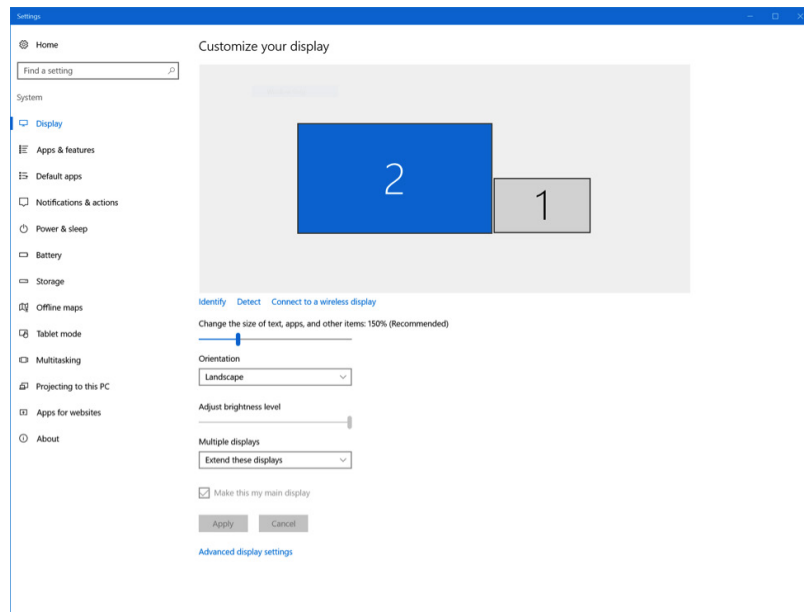 Settings
Home
Customize your display
Find a setting
System
Display
Apps & features
Default apps
Notifications & actions
Power & sleep
Battery
Storage
Offline maps
Tablet mode
Multitasking
Projecting to this PC
Apps for websites
About
2
1
Identify Detect Connect to a wireless display
Change the size of text, apps, and other items: 150% (Recommended)
Orientation
Landscape
Adjust brightness level
Multiple displays
Extend these displays
Make this my main display
Apply Cancel
Advanced display settings